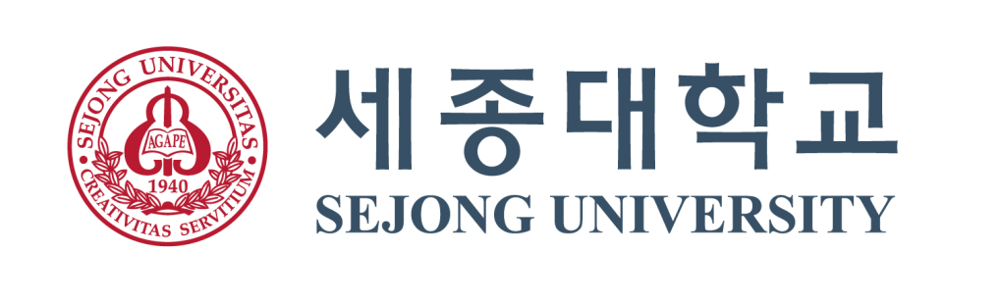 SEJONG UNIVERSITAS
AGAPE
1940
CREATIVITAS SERVITIUM
세종대학교
SEJONG UNIVERSITY